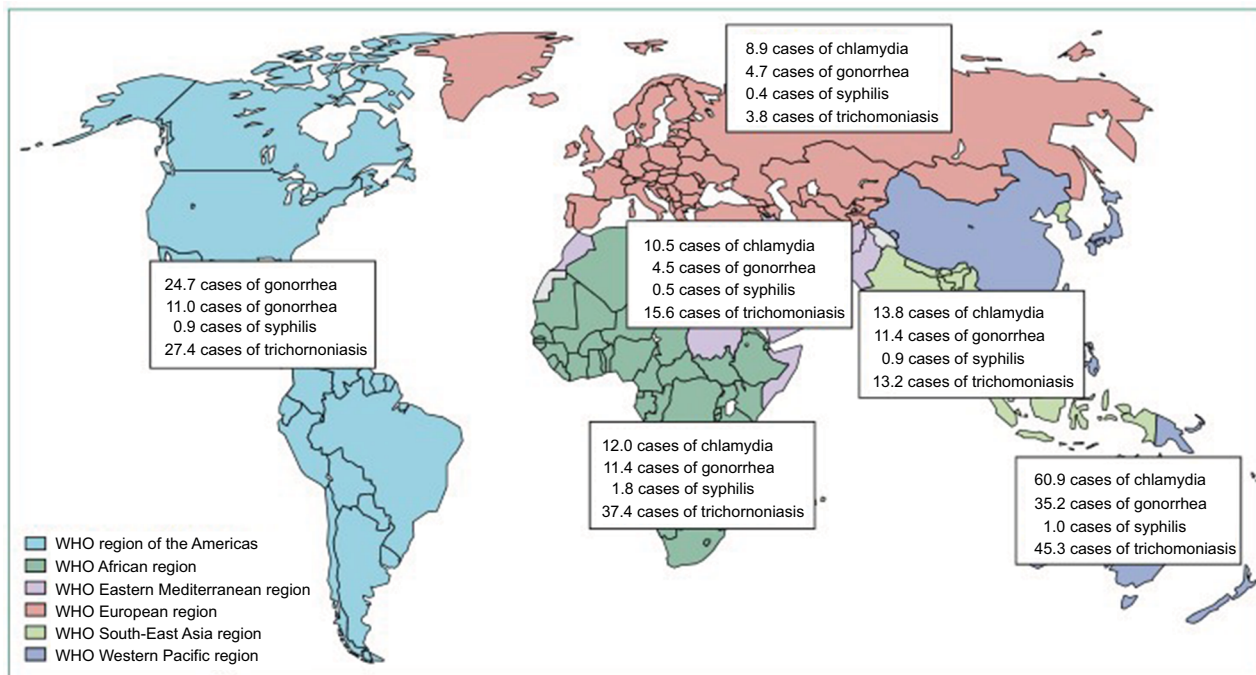 8.9 cases of chlamydia
4.7 cases of gonorrhea
0.4 cases of syphilis
3.8 cases of trichomoniasis
10.5 cases of chlamydia
4.5 cases of gonorrhea
0.5 cases of syphilis
15.6 cases of trichomoniasis
24.7 cases of gonorrhea
11.0 cases of gonorrhea
0.9 cases of syphilis
27.4 cases of trichornoniasis
13.8 cases of chlamydia
11.4 cases of gonorrhea
0.9 cases of syphilis
13.2 cases of trichomoniasis
12.0 cases of chlamydia
11.4 cases of gonorrhea
1.8 cases of syphilis
37.4 cases of trichornoniasis
60.9 cases of chlamydia
35.2 cases of gonorrhea
1.0 cases of syphilis
45.3 cases of trichomoniasis
WHO region of the Americas
WHO African region
WHO Eastern Mediterranean region
WHO European region
WHO South-East Asia region
WHO Western Pacific region